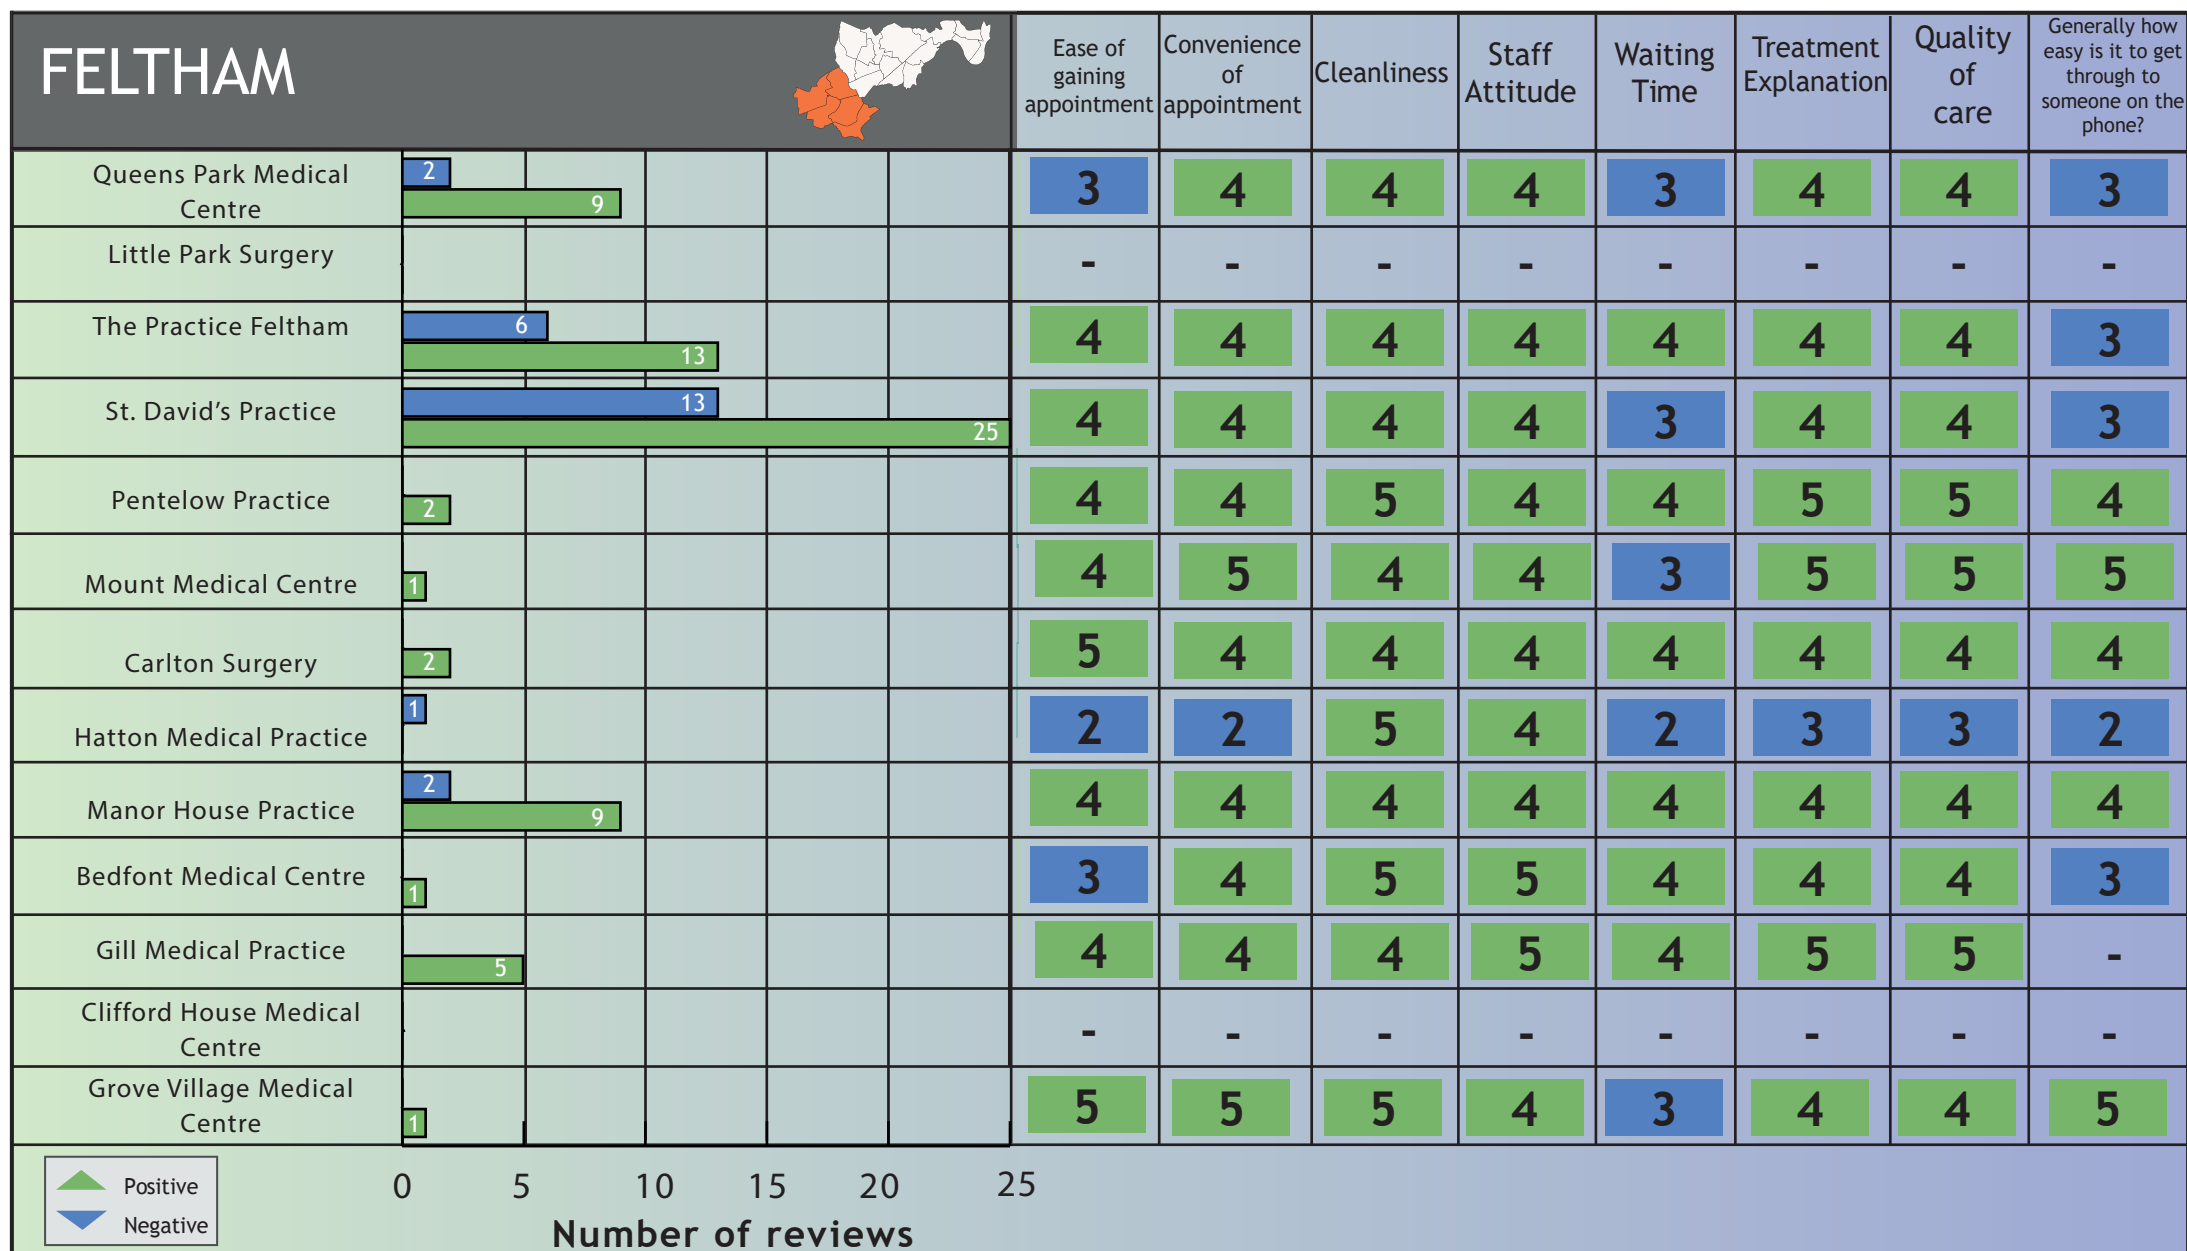 FELTHAM
Ease of
gaining
appointment
Convenience
of
appointment
Cleanliness
Staff
Attitude
Waiting
Time
Treatment
Explanation
Quality
of
care
Generally how
easy is it to get
through to
someone on the
phone?
Queens Park Medical
Centre
2
9
3 4 4 4 3 4 4 3
Little Park Surgery
- - - - - - - -
The Practice Feltham
6
13
4 4 4 4 4 4 4 3
St. David’s Practice
13
25
4 4 4 4 3 4 4 3
Pentelow Practice
2
4 4 5 4 4 5 5 4
Mount Medical Centre
1
4 5 4 4 3 5 5 5
Carlton Surgery
2
5 4 4 4 4 4 4 4
Hatton Medical Practice
1
2 2 5 4 2 3 3 2
Manor House Practice
2
9
4 4 4 4 4 4 4 4
Bedfont Medical Centre
1
3 4 5 5 4 4 4 3
Gill Medical Practice
5
4 4 4 5 4 5 5 -
Clifford House Medical
Centre
- - - - - - - -
Grove Village Medical
Centre
1
5 5 5 4 3 4 4 5
Positive
Negative
0 5 10 15 20 25
Number of reviews